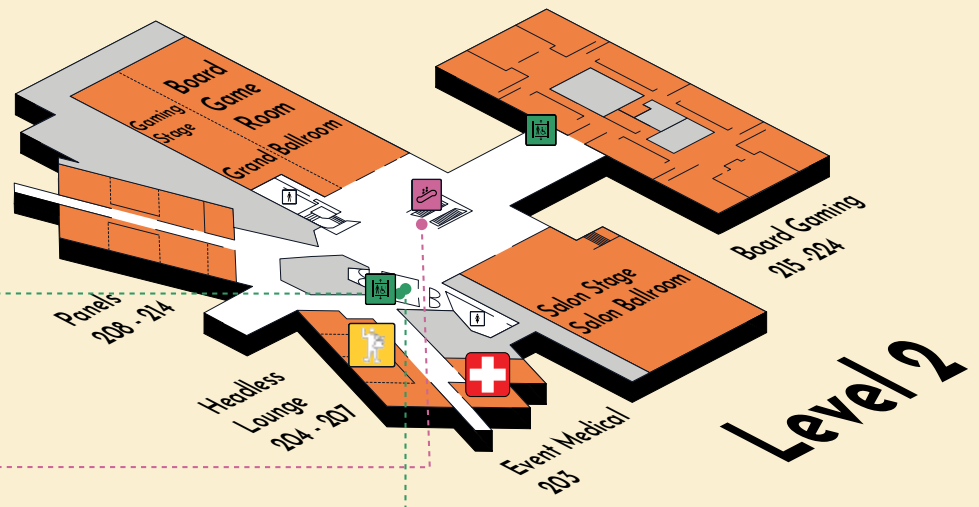 Board
Game
Room
Grand Ballroom
Gaming
Stage
Panels
208 - 214
Headless
Lounge
204 - 207
Event Medical
203
Salon Stage
Salon Ballroom
Board Gaming
215 - 224
Level 2